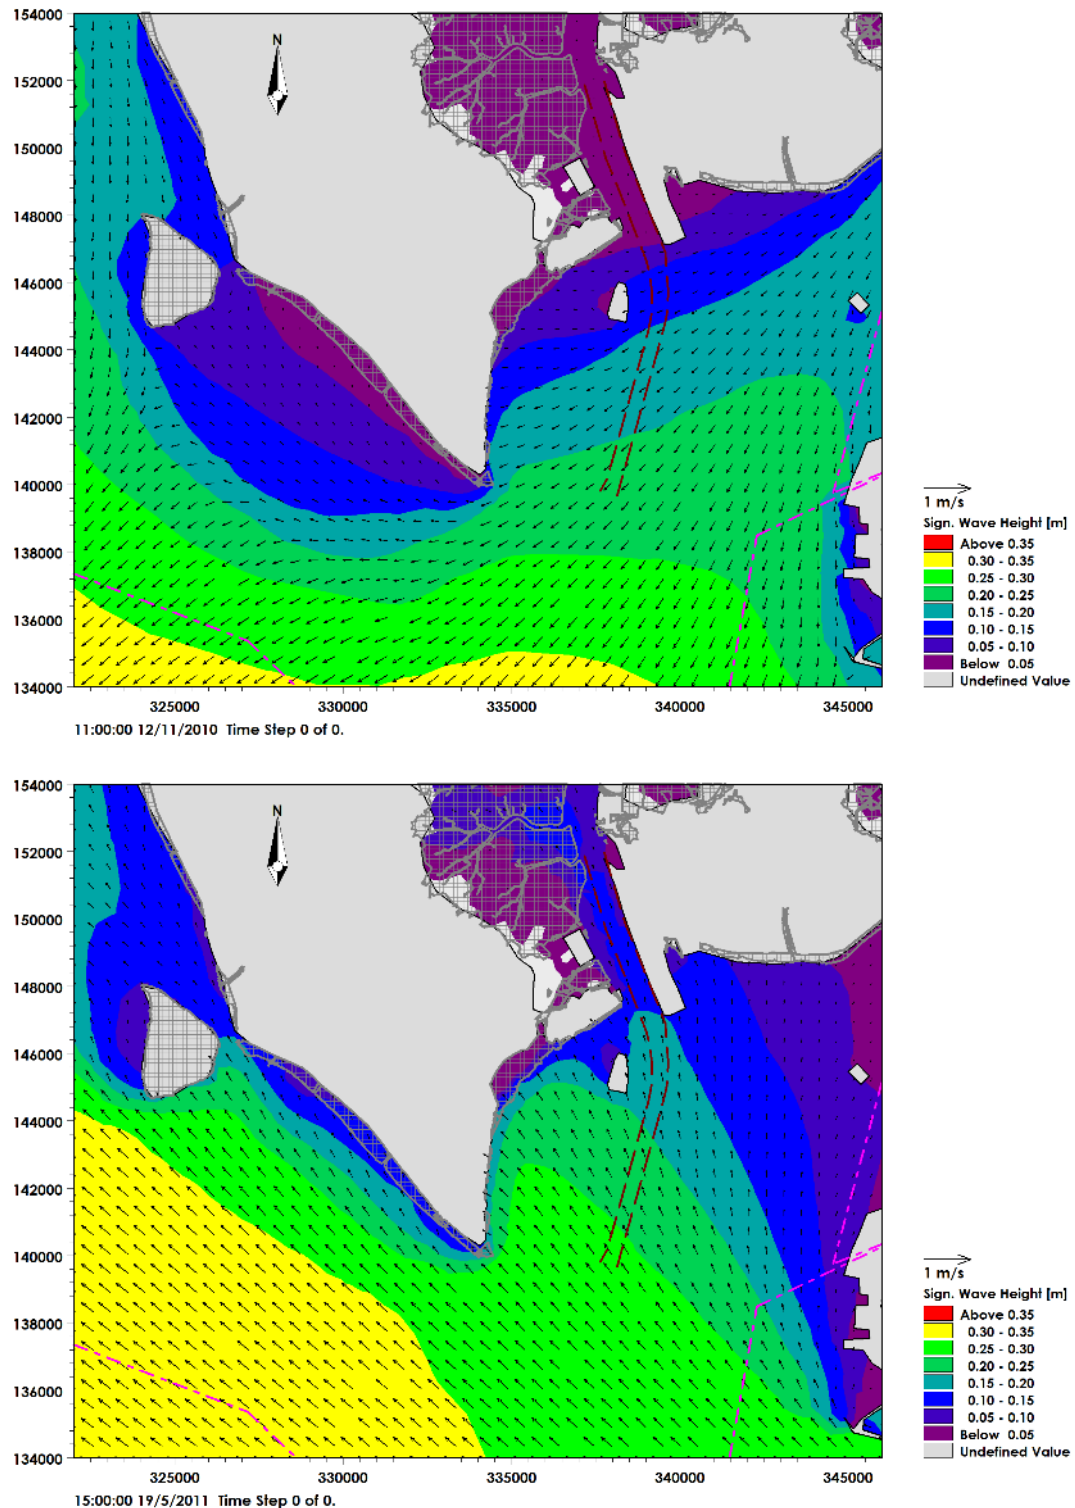 154000
N
152000
150000
148000
146000
144000
142000
140000
138000
136000
134000
325000 330000 335000 340000 345000
1 m/s
Sign. Wave Height [m]
Above 0.35
0.30 - 0.35
0.25 - 0.30
0.20 - 0.25
0.15 - 0.20
0.10 - 0.15
0.05 - 0.10
Below 0.05
Undefined Value
11:00:00 12/11/2010 Time Step 0 of 0.
154000
N
152000
150000
148000
146000
144000
142000
140000
138000
136000
134000
325000 330000 335000 340000 345000
1 m/s
Sign. Wave Height [m]
Above 0.35
0.30 - 0.35
0.25 - 0.30
0.20 - 0.25
0.15 - 0.20
0.10 - 0.15
0.05 - 0.10
Below 0.05
Undefined Value
15:00:00 19/5/2011 Time Step 0 of 0.